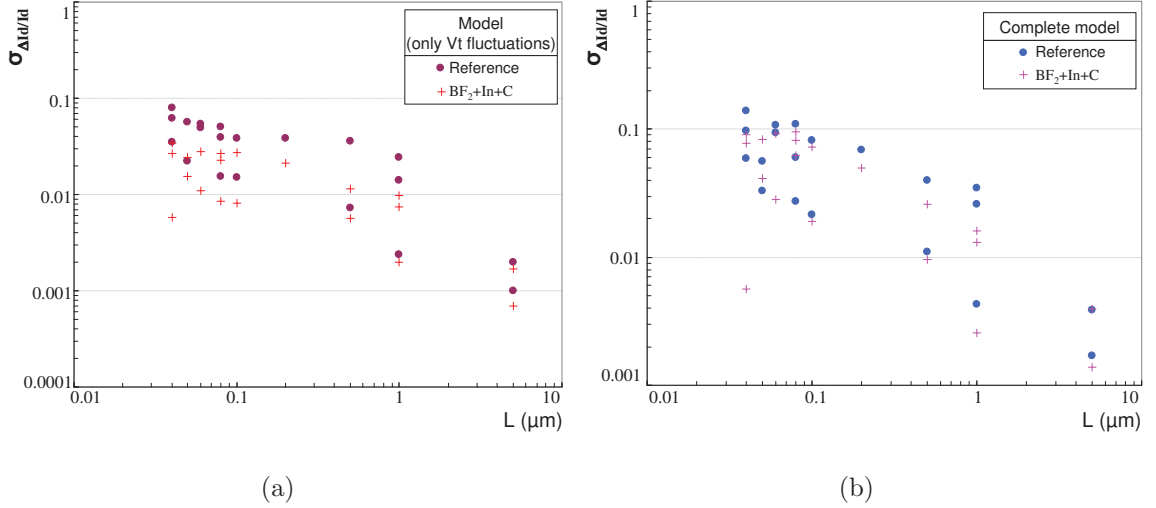 σΔId/Id
1
0.1
0.01
0.001
0.0001
0.01
0.1
1
10
L (μm)
Model
(only Vt fluctuations)
Reference
BF₂+In+C
(a)
σΔId/Id
1
0.1
0.01
0.001
0.01
0.1
1
10
L (μm)
Complete model
Reference
BF₂+In+C
(b)